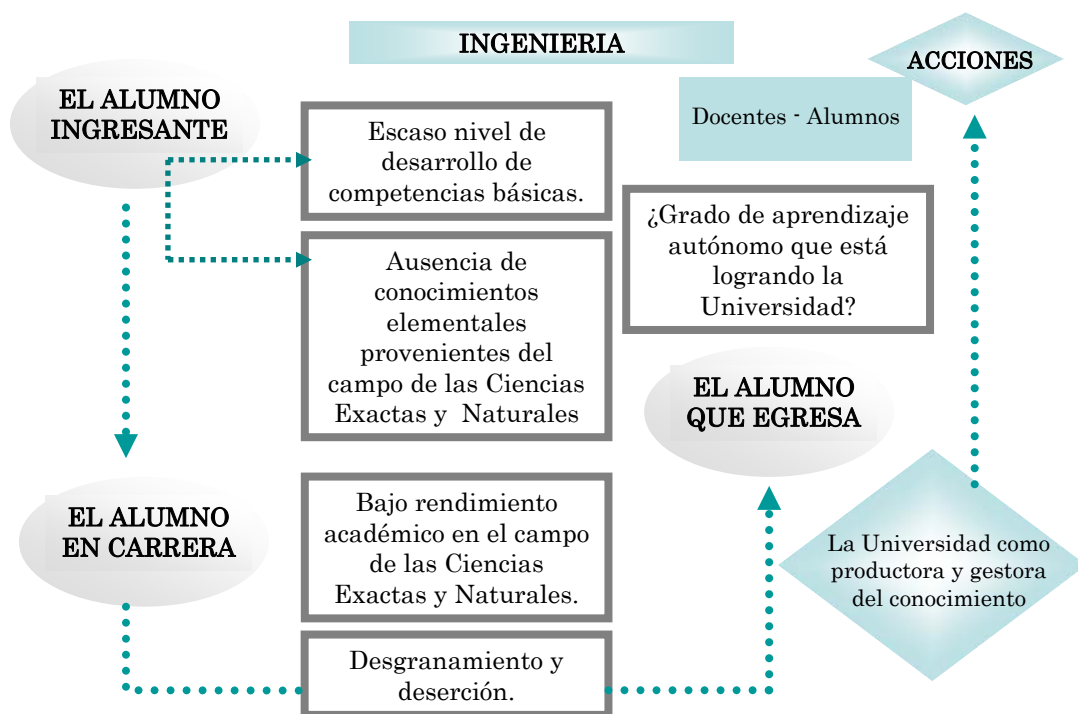 INGENIERIA
ACCIONES
EL ALUMNO
INGRESANTE
Docentes - Alumnos
Escaso nivel de
desarrollo de
competencias básicas.
¿Grado de aprendizaje
autónomo que está
logrando la
Universidad?
Ausencia de
conocimientos
elementales
provenientes del
campo de las Ciencias
Exactas y  Naturales
EL ALUMNO
QUE EGRESA
EL ALUMNO
EN CARRERA
Bajo rendimiento
académico en el campo
de las Ciencias
Exactas y Naturales.
La Universidad como
productora y gestora
del conocimiento
Desgranamiento y
deserción.